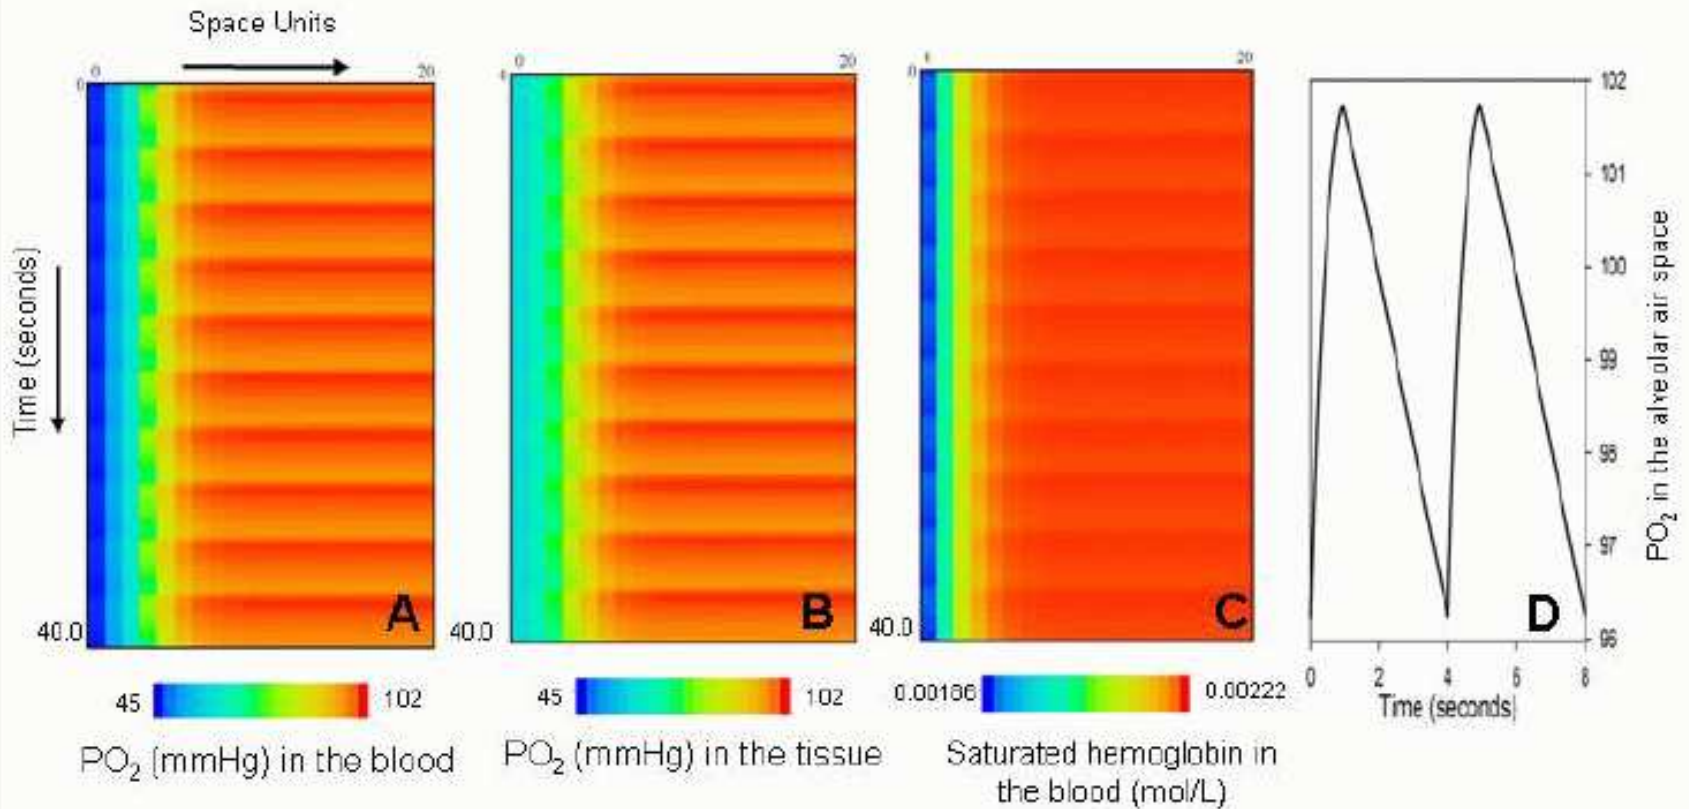 Space Units
0 20
0
Time (seconds)
40.0
A
45 102
PO2 (mmHg) in the blood
0 20
40.0
B
45 102
PO2 (mmHg) in the tissue
20
0
40.0
C
0.00186 0.00222
Saturated hemoglobin in
the blood (mol/L)
102
101
100
99
98
97
96
D
0 2 4 6 8
Time (seconds)
PO2 in the alveolar air space